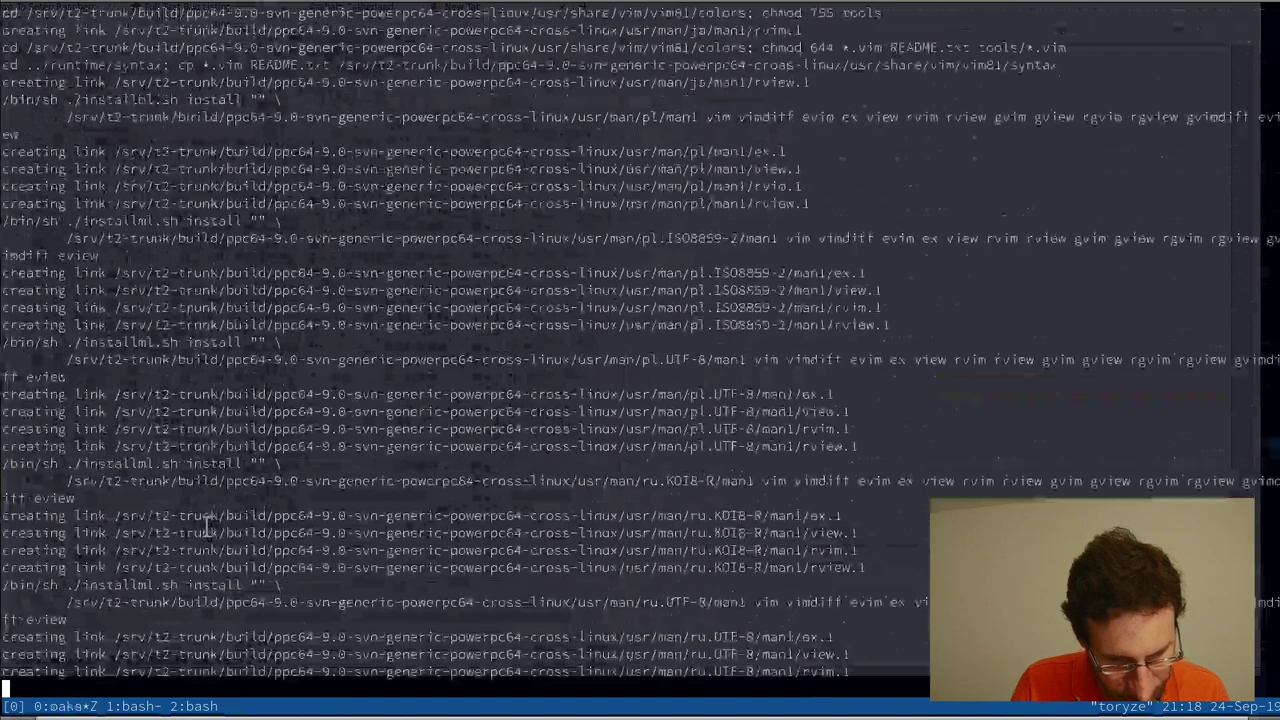 cd /srv/t2-trunk/build/ppc64-9.0-svn-generic-powerpc64-cross-linux/usr/share/vim/vim81/colors; chmod 755 tools
creating link /srv/t2-trunk/build/ppc64-9.0-svn-generic-powerpc64-cross-linux/usr/man/jp/man1/rvim.1
cd /srv/t2-trunk/build/ppc64-9.0-svn-generic-powerpc64-cross-linux/usr/share/vim/vim81/colors; chmod 644 *.vim README.txt tools/*.vim
cd ../runtime/syntax; cp *.vim README.txt /srv/t2-trunk/build/ppc64-9.0-svn-generic-powerpc64-cross-linux/usr/share/vim/vim81/syntax
creating link /srv/t2-trunk/build/ppc64-9.0-svn-generic-powerpc64-cross-linux/usr/man/jp/man1/rview.1
/bin/sh ./installml.sh install "" \
/srv/t2-trunk/build/ppc64-9.0-svn-generic-powerpc64-cross-linux/usr/man/pl/man1 vim vimdiff evim ex view rvim rview gvim gview rgvim rgview gvimdiff evi
ew
creating link /srv/t2-trunk/build/ppc64-9.0-svn-generic-powerpc64-cross-linux/usr/man/pl/man1/ex.1
creating link /srv/t2-trunk/build/ppc64-9.0-svn-generic-powerpc64-cross-linux/usr/man/pl/man1/view.1
creating link /srv/t2-trunk/build/ppc64-9.0-svn-generic-powerpc64-cross-linux/usr/man/pl/man1/rvim.1
creating link /srv/t2-trunk/build/ppc64-9.0-svn-generic-powerpc64-cross-linux/usr/man/pl/man1/rview.1
/bin/sh ./installml.sh install "" \
/srv/t2-trunk/build/ppc64-9.0-svn-generic-powerpc64-cross-linux/usr/man/pl.ISO8859-2/man1 vim vimdiff evim ex view rvim rview gvim gview rgvim rgview gv
imdiff eview
creating link /srv/t2-trunk/build/ppc64-9.0-svn-generic-powerpc64-cross-linux/usr/man/pl.ISO8859-2/man1/ex.1
creating link /srv/t2-trunk/build/ppc64-9.0-svn-generic-powerpc64-cross-linux/usr/man/pl.ISO8859-2/man1/view.1
creating link /srv/t2-trunk/build/ppc64-9.0-svn-generic-powerpc64-cross-linux/usr/man/pl.ISO8859-2/man1/rvim.1
creating link /srv/t2-trunk/build/ppc64-9.0-svn-generic-powerpc64-cross-linux/usr/man/pl.ISO8859-2/man1/rview.1
/bin/sh ./installml.sh install "" \
/srv/t2-trunk/build/ppc64-9.0-svn-generic-powerpc64-cross-linux/usr/man/pl.UTF-8/man1 vim vimdiff evim ex view rvim rview gvim gview rgvim rgview gvimdi
ff eview
creating link /srv/t2-trunk/build/ppc64-9.0-svn-generic-powerpc64-cross-linux/usr/man/pl.UTF-8/man1/ex.1
creating link /srv/t2-trunk/build/ppc64-9.0-svn-generic-powerpc64-cross-linux/usr/man/pl.UTF-8/man1/view.1
creating link /srv/t2-trunk/build/ppc64-9.0-svn-generic-powerpc64-cross-linux/usr/man/pl.UTF-8/man1/rvim.1
creating link /srv/t2-trunk/build/ppc64-9.0-svn-generic-powerpc64-cross-linux/usr/man/pl.UTF-8/man1/rview.1
/bin/sh ./installml.sh install "" \
/srv/t2-trunk/build/ppc64-9.0-svn-generic-powerpc64-cross-linux/usr/man/ru.KOI8-R/man1 vim vimdiff evim ex view rvim rview gvim gview rgvim rgview gvimd
iff eview
creating link /srv/t2-trunk/build/ppc64-9.0-svn-generic-powerpc64-cross-linux/usr/man/ru.KOI8-R/man1/ex.1
creating link /srv/t2-trunk/build/ppc64-9.0-svn-generic-powerpc64-cross-linux/usr/man/ru.KOI8-R/man1/view.1
creating link /srv/t2-trunk/build/ppc64-9.0-svn-generic-powerpc64-cross-linux/usr/man/ru.KOI8-R/man1/rvim.1
creating link /srv/t2-trunk/build/ppc64-9.0-svn-generic-powerpc64-cross-linux/usr/man/ru.KOI8-R/man1/rview.1
/bin/sh ./installml.sh install "" \
/srv/t2-trunk/build/ppc64-9.0-svn-generic-powerpc64-cross-linux/usr/man/ru.UTF-8/man1 vim vimdiff evim ex vi
ff eview
creating link /srv/t2-trunk/build/ppc64-9.0-svn-generic-powerpc64-cross-linux/usr/man/ru.UTF-8/man1/ex.1
creating link /srv/t2-trunk/build/ppc64-9.0-svn-generic-powerpc64-cross-linux/usr/man/ru.UTF-8/man1/view.1
creating link /srv/t2-trunk/build/ppc64-9.0-svn-generic-powerpc64-cross-linux/usr/man/ru.UTF-8/man1/rvim.1
[0] 0:make*Z 1:bash- 2:bash "toryze" 21:18 24-Sep-19